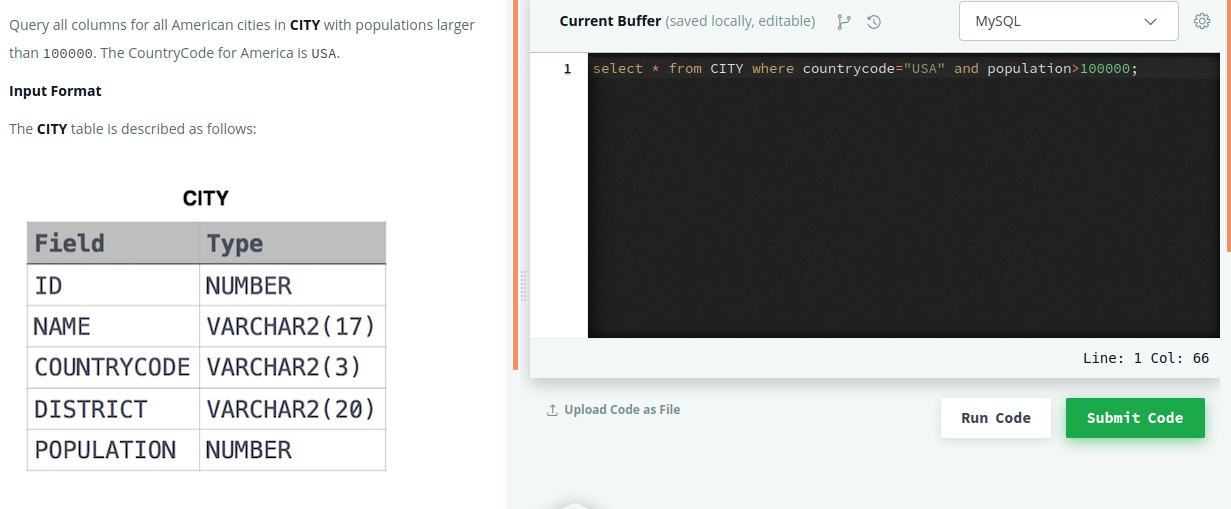 Query all columns for all American cities in CITY with populations larger
than 100000. The CountryCode for America is USA.
Input Format
The CITY table is described as follows:
CITY
Field Type
ID NUMBER
NAME VARCHAR2(17)
COUNTRYCODE VARCHAR2(3)
DISTRICT VARCHAR2(20)
POPULATION NUMBER
Current Buffer (saved locally, editable)
MySQL
1 select * from CITY where countrycode="USA" and population>100000;
Line: 1 Col: 66
Upload Code as File
Run Code
Submit Code